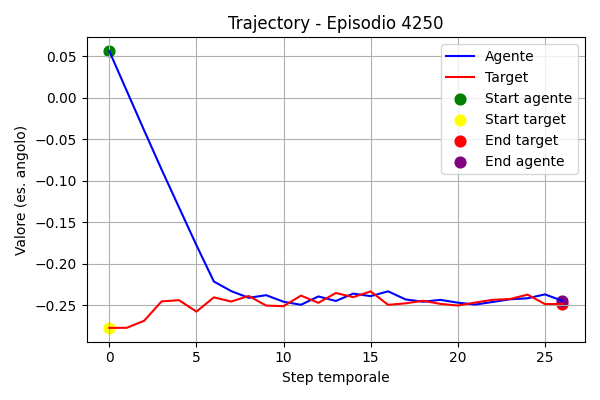 Trajectory - Episodio 4250
Valore (es. angolo)
0.05
0.00
−0.05
−0.10
−0.15
−0.20
−0.25
Agente
Target
Start agente
Start target
End target
End agente
0 5 10 15 20 25
Step temporale